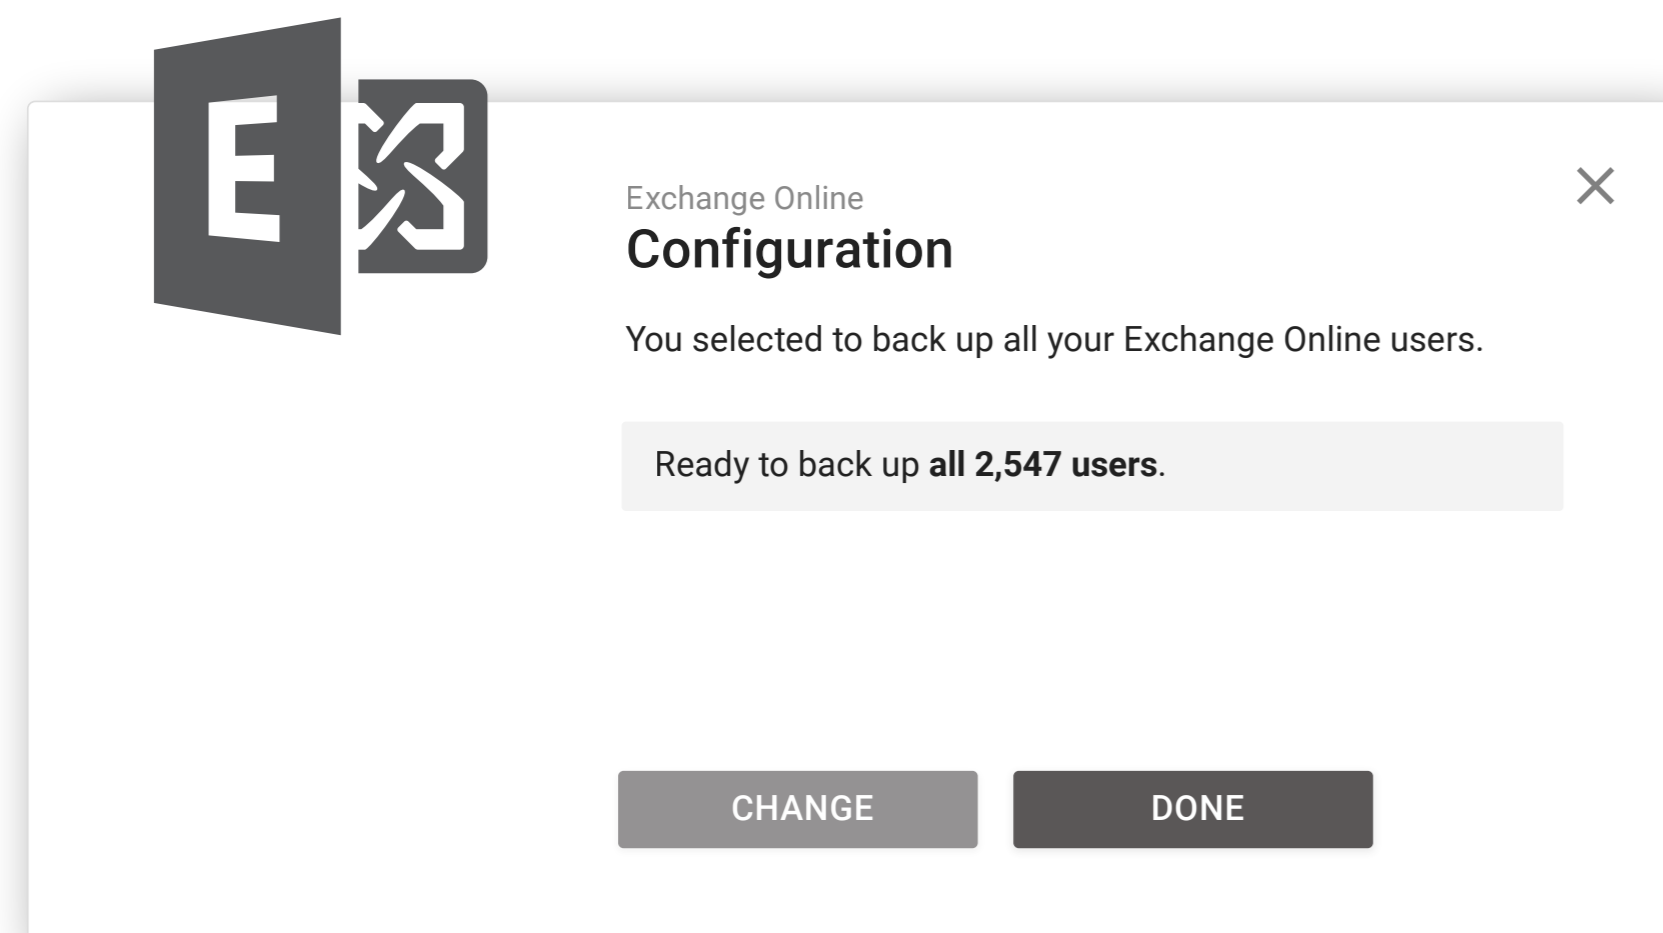 E
Exchange Online
Configuration
You selected to back up all your Exchange Online users.
Ready to back up all 2,547 users.
CHANGE
DONE